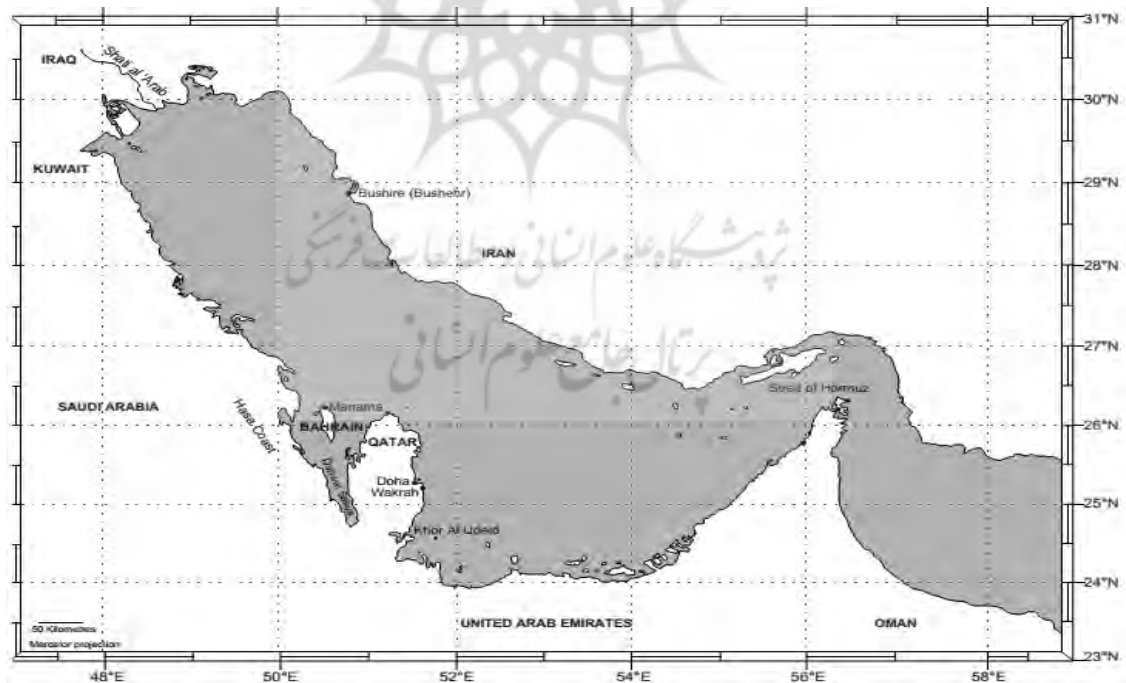 31°N
IRAQ
Shatt al 'Arab
30°N
KUWAIT
29°N
Bushire (Bushehr)
IRAN
پژوهشگاه علوم انسانی و مطالعات فرهنگی
28°N
27°N
پرتال جامع علوم انسانی
Strait of Hormuz
SAUDI ARABIA
Hasa Coast
Manama
26°N
BAHRAIN
QATAR
Doha
Wakrah
25°N
Khor Al Udeid
24°N
UNITED ARAB EMIRATES
OMAN
50 Kilometres
Mercator projection
23°N
48°E
50°E
52°E
54°E
56°E
58°E